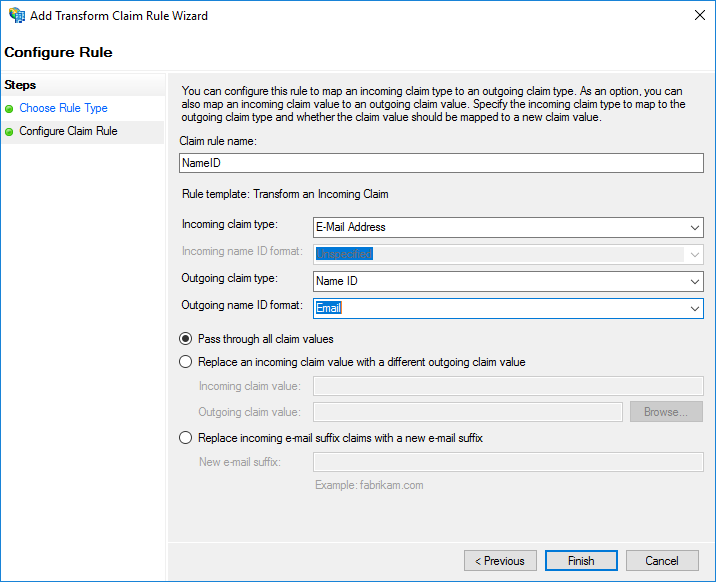 Add Transform Claim Rule Wizard
Configure Rule
Steps
Choose Rule Type
Configure Claim Rule
You can configure this rule to map an incoming claim type to an outgoing claim type. As an option, you can
also map an incoming claim value to an outgoing claim value. Specify the incoming claim type to map to the
outgoing claim type and whether the claim value should be mapped to a new claim value.
Claim rule name:
NameID
Rule template: Transform an Incoming Claim
Incoming claim type: E-Mail Address
Incoming name ID format: Unspecified
Outgoing claim type: Name ID
Outgoing name ID format: Email
Pass through all claim values
Replace an incoming claim value with a different outgoing claim value
Incoming claim value:
Outgoing claim value: Browse...
Replace incoming e-mail suffix claims with a new e-mail suffix
New e-mail suffix:
Example: fabrikam.com
< Previous Finish Cancel